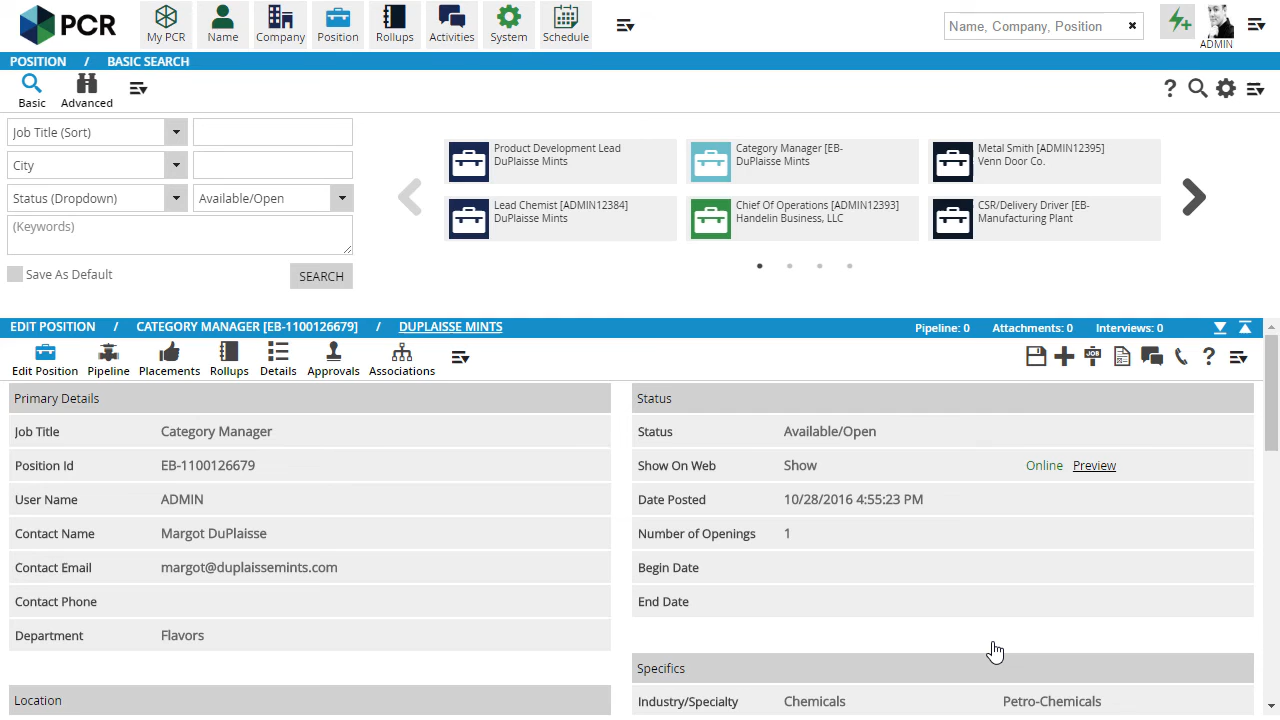 PCR
My PCR Name Company Position Rollups Activities System Schedule
Name, Company, Position
ADMIN
POSITION / BASIC SEARCH
Basic Advanced
Job Title (Sort)
City
Status (Dropdown) Available/Open
(Keywords)
Save As Default SEARCH
Product Development Lead
DuPlaisse Mints
Category Manager [EB-
DuPlaisse Mints
Metal Smith [ADMIN12395]
Venn Door Co.
Lead Chemist [ADMIN12384]
DuPlaisse Mints
Chief Of Operations [ADMIN12393]
Handelin Business, LLC
CSR/Delivery Driver [EB-
Manufacturing Plant
EDIT POSITION / CATEGORY MANAGER [EB-1100126679] / DUPLAISSE MINTS Pipeline: 0 Attachments: 0 Interviews: 0
Edit Position Pipeline Placements Rollups Details Approvals Associations
JOB
Primary Details
Job Title Category Manager
Position Id EB-1100126679
User Name ADMIN
Contact Name Margot DuPlaisse
Contact Email margot@duplaissemints.com
Contact Phone
Department Flavors
Location
Status
Status Available/Open
Show On Web Show Online Preview
Date Posted 10/28/2016 4:55:23 PM
Number of Openings 1
Begin Date
End Date
Specifics
Industry/Specialty Chemicals Petro-Chemicals